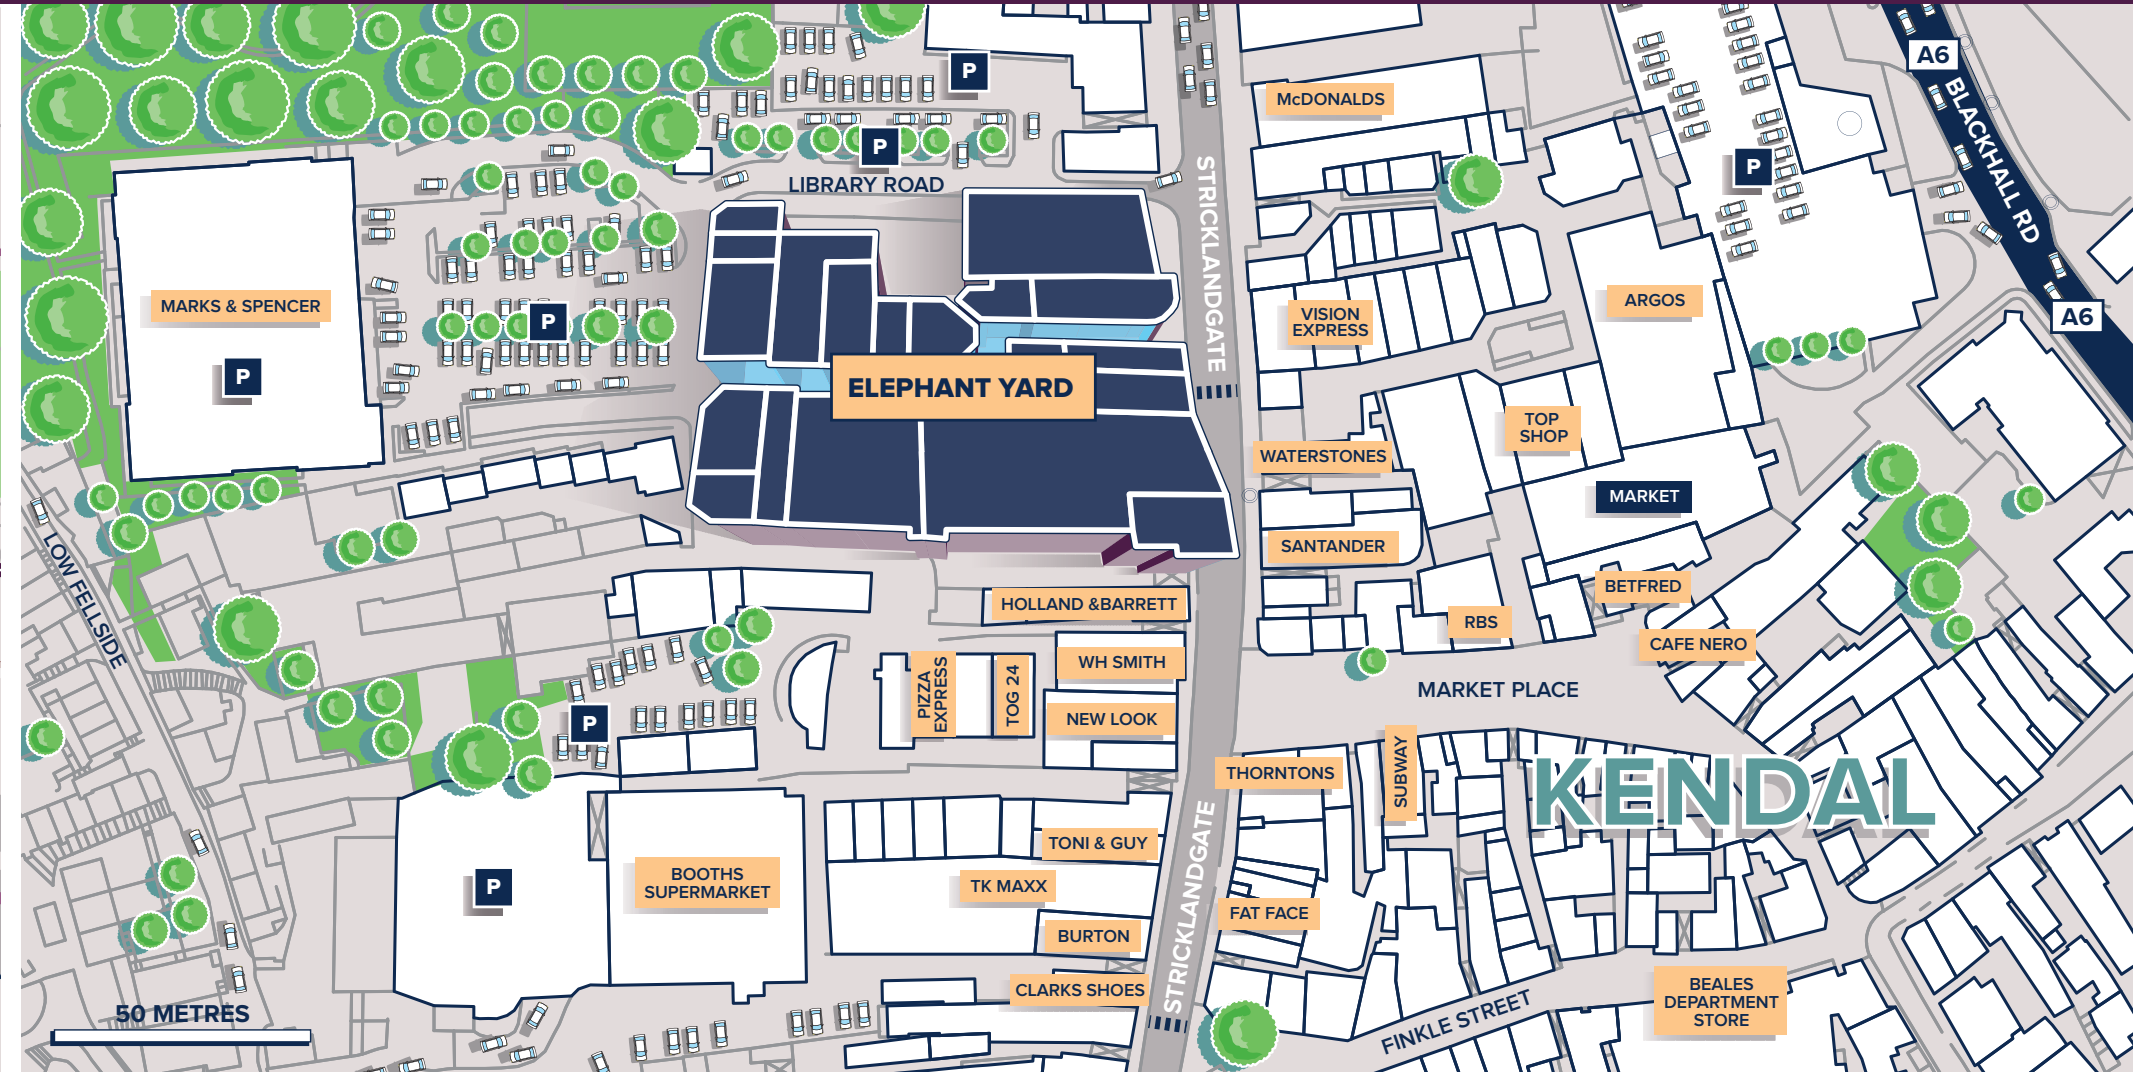 A6
P
McDONALDS
BLACKHALL RD
P
P
LIBRARY ROAD
STRICKLANDGATE
MARKS & SPENCER
P
P
VISION
EXPRESS
ARGOS
A6
ELEPHANT YARD
TOP
SHOP
WATERSTONES
MARKET
SANTANDER
LOW FELLSIDE
HOLLAND &BARRETT
BETFRED
RBS
CAFE NERO
WH SMITH
PIZZA
EXPRESS
TOG 24
NEW LOOK
MARKET PLACE
P
THORNTONS
SUBWAY
KENDAL
STRICKLANDGATE
TONI & GUY
P
BOOTHS
SUPERMARKET
TK MAXX
FAT FACE
BURTON
CLARKS SHOES
BEALES
DEPARTMENT
STORE
FINKLE STREET
50 METRES